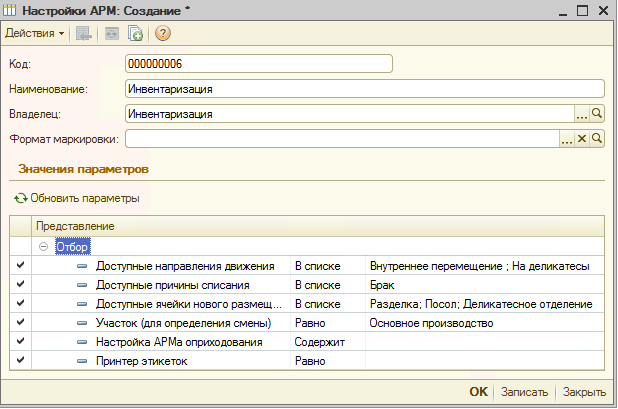 Настройки АРМ: Создание *
Действия
Код: 000000006
Наименование: Инвентаризация
Владелец: Инвентаризация ...
Формат маркировки: ...
Значения параметров
Обновить параметры
Представление
Отбор
Доступные направления движения В списке Внутреннее перемещение ; На деликатесы
Доступные причины списания В списке Брак
Доступные ячейки нового размещ... В списке Разделка; Посол; Деликатесное отделение
Участок (для определения смены) Равно Основное производство
Настройка АРМа оприходования Содержит
Принтер этикеток Равно
OK Записать Закрыть